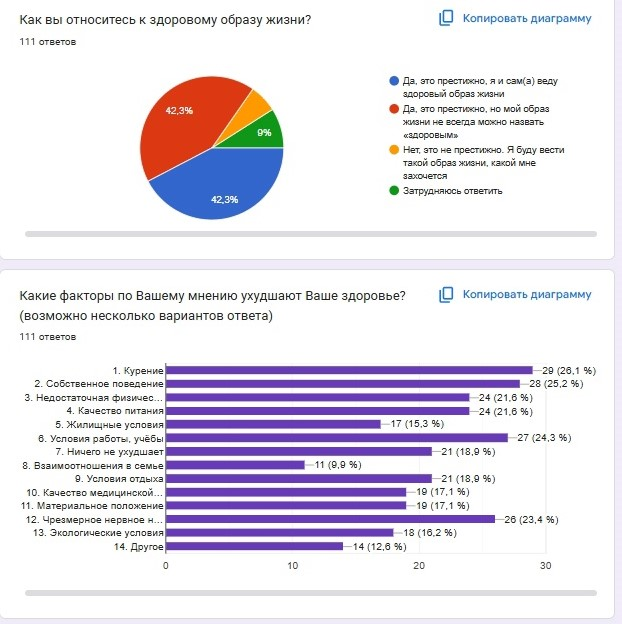 Как вы относитесь к здоровому образу жизни?
Копировать диаграмму
111 ответов
42,3%
9%
42,3%
Да, это престижно, я и сам(а) веду
здоровый образ жизни
Да, это престижно, но мой образ
жизни не всегда можно назвать
«здоровым»
Нет, это не престижно. Я буду вести
такой образ жизни, какой мне
захочется
Затрудняюсь ответить
Какие факторы по Вашему мнению ухудшают Ваше здоровье?
Копировать диаграмму
(возможно несколько вариантов ответа)
111 ответов
1. Курение 29 (26,1 %)
2. Собственное поведение 28 (25,2 %)
3. Недостаточная физичес... 24 (21,6 %)
4. Качество питания 24 (21,6 %)
5. Жилищные условия 17 (15,3 %)
6. Условия работы, учёбы 27 (24,3 %)
7. Ничего не ухудшает 21 (18,9 %)
8. Взаимоотношения в семье 11 (9,9 %)
9. Условия отдыха 21 (18,9 %)
10. Качество медицинской... 19 (17,1 %)
11. Материальное положение 19 (17,1 %)
12. Чрезмерное нервное н... 26 (23,4 %)
13. Экологические условия 18 (16,2 %)
14. Другое 14 (12,6 %)
0 10 20 30